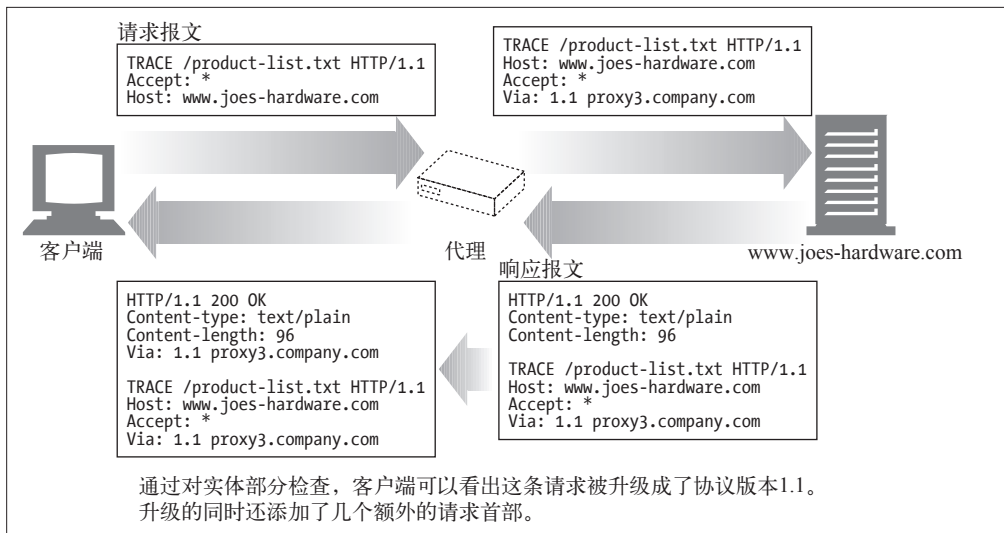 请求报文
TRACE /product-list.txt HTTP/1.1
Accept: *
Host: www.joes-hardware.com
TRACE /product-list.txt HTTP/1.1
Host: www.joes-hardware.com
Accept: *
Via: 1.1 proxy3.company.com
客户端
代理
www.joes-hardware.com
响应报文
HTTP/1.1 200 OK
Content-type: text/plain
Content-length: 96
Via: 1.1 proxy3.company.com
TRACE /product-list.txt HTTP/1.1
Host: www.joes-hardware.com
Accept: *
Via: 1.1 proxy3.company.com
HTTP/1.1 200 OK
Content-type: text/plain
Content-length: 96
TRACE /product-list.txt HTTP/1.1
Host: www.joes-hardware.com
Accept: *
Via: 1.1 proxy3.company.com
通过对实体部分检查，客户端可以看出这条请求被升级成了协议版本1.1。
升级的同时还添加了几个额外的请求首部。